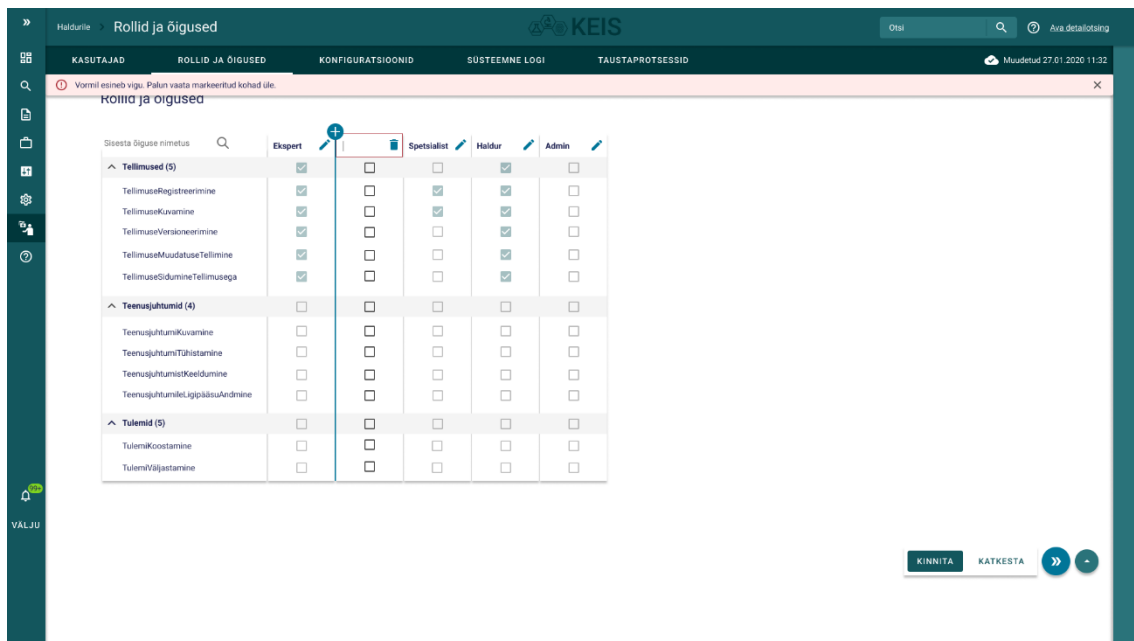 Haldurile > Rollid ja õigused
KEIS
Otsi
Ava detailotsing
KASUTAJAD ROLLID JA ÕIGUSED KONFIGURATSIOONID SÜSTEEMNE LOGI TAUSTAPROTSESSID
Muudetud 27.01.2020 11:32
Vormil esineb vigu. Palun vaata markeeritud kohad üle.
Rollid ja õigused
Sisesta õiguse nimetus
Ekspert Spetsialist Haldur Admin
Tellimused (5)
TellimuseRegistreerimine
TellimuseKuvamine
TellimuseVersioneerimine
TellimuseMuudatuseTellimine
TellimuseSidumineTellimusega
Teenusjuhtumid (4)
TeenusjuhtumiKuvamine
TeenusjuhtumiTühistamine
TeenusjuhtumistKeeldumine
TeenusjuhtumileLigipääsuAndmine
Tulemid (5)
TulemiKoostamine
TulemiVäljastamine
99+
VÄLJU
KINNITA KATKESTA